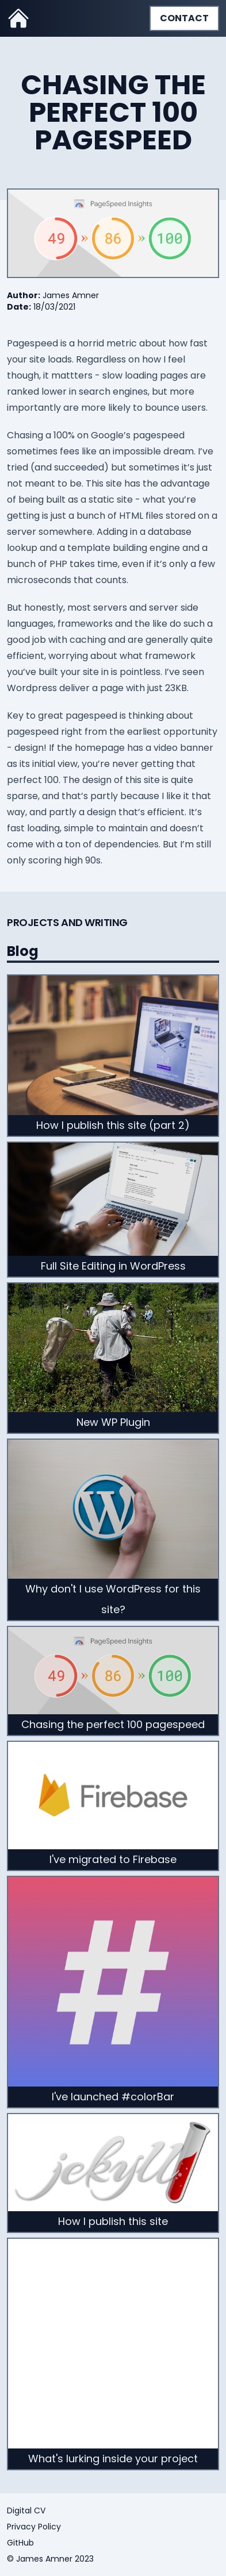 CONTACT
CHASING THE
PERFECT 100
PAGESPEED
PageSpeed Insights
49 » 86 » 100
Author: James Amner
Date: 18/03/2021
Pagespeed is a horrid metric about how fast
your site loads. Regardless on how I feel
though, it mattters - slow loading pages are
ranked lower in search engines, but more
importantly are more likely to bounce users.
Chasing a 100% on Google's pagespeed
sometimes fees like an impossible dream. I've
tried (and succeeded) but sometimes it's just
not meant to be. This site has the advantage
of being built as a static site - what you're
getting is just a bunch of HTML files stored on a
server somewhere. Adding in a database
lookup and a template building engine and a
bunch of PHP takes time, even if it's only a few
microseconds that counts.
But honestly, most servers and server side
languages, frameworks and the like do such a
good job with caching and are generally quite
efficient, worrying about what framework
you've built your site in is pointless. I've seen
Wordpress deliver a page with just 23KB.
Key to great pagespeed is thinking about
pagespeed right from the earliest opportunity
- design! If the homepage has a video banner
as its initial view, you're never getting that
perfect 100. The design of this site is quite
sparse, and that's partly because I like it that
way, and partly a design that's efficient. It's
fast loading, simple to maintain and doesn't
come with a ton of dependencies. But I'm still
only scoring high 90s.
PROJECTS AND WRITING
Blog
How I publish this site (part 2)
Full Site Editing in WordPress
New WP Plugin
Why don't I use WordPress for this
site?
PageSpeed Insights
49 » 86 » 100
Chasing the perfect 100 pagespeed
Firebase
I've migrated to Firebase
#
I've launched #colorBar
jekyll
How I publish this site
What's lurking inside your project
Digital CV
Privacy Policy
GitHub
© James Amner 2023